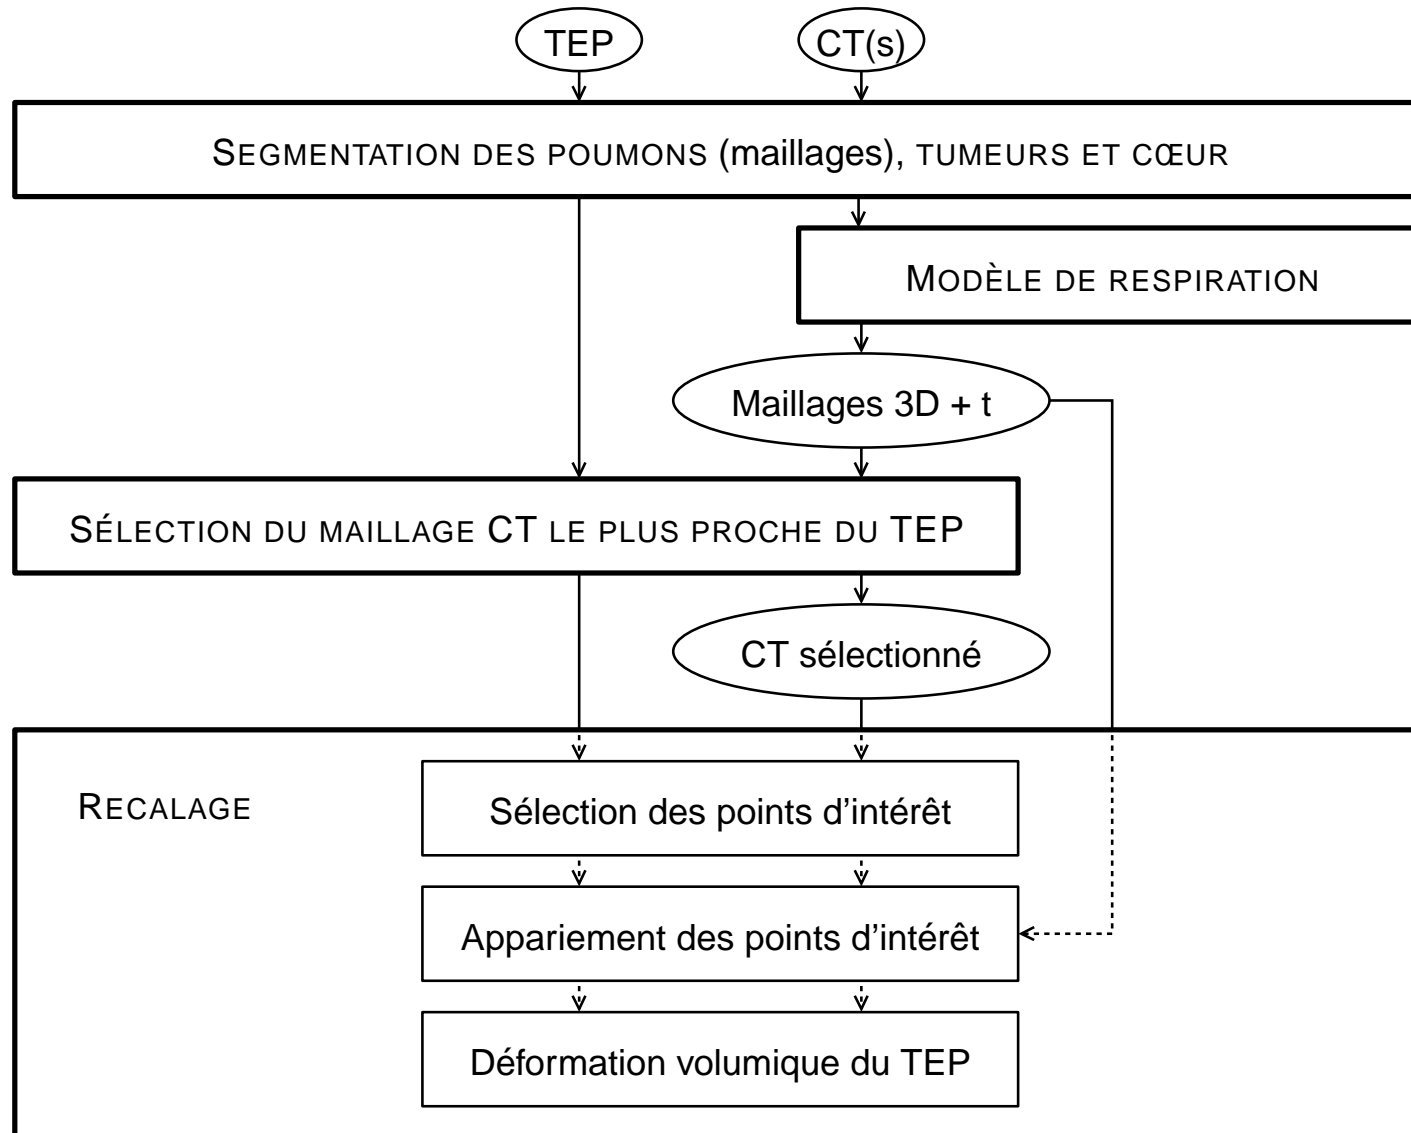 TEP
CT(s)
SEGMENTATION DES POUMONS (maillages), TUMEURS ET CŒUR
MODÈLE DE RESPIRATION
Maillages 3D + t
SÉLECTION DU MAILLAGE CT LE PLUS PROCHE DU TEP
CT sélectionné
RECALAGE
Sélection des points d’intérêt
Appariement des points d’intérêt
Déformation volumique du TEP